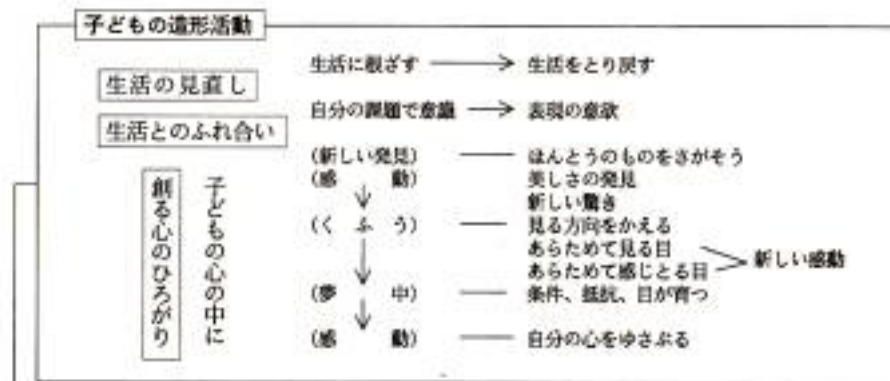 子どもの造形活動
生活の見直し
生活とのふれ合い
創る心のひろがり
子どもの心の中に
生活に根ざす → 生活をとり戻す
自分の課題で意識 → 表現の意欲
(新しい発見) — ほんとうのものをさがそう
(感 動) 美しさの発見
新しい驚き
(く ふ う) — 見る方向をかえる
あらためて見る目
あらためて感じとる目
新しい感動
(夢 中) — 条件、抵抗、目が育つ
(感 動) — 自分の心をゆさぶる